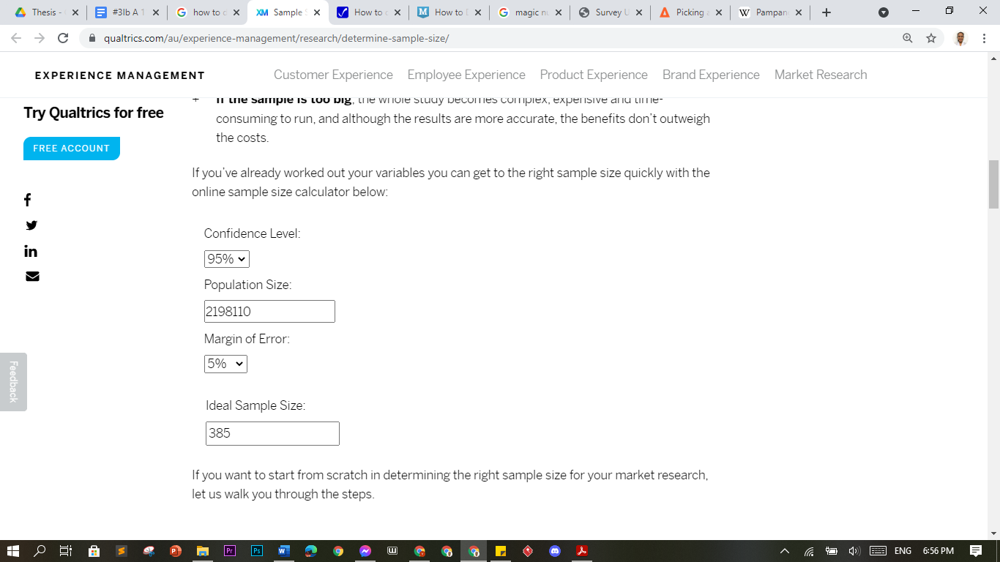 Thesis -
#3Ib A 1
how to d
Sample S
How to c
How to D
magic nu
Survey U
Picking a
W Pampan
qualtrics.com/au/experience-management/research/determine-sample-size/
EXPERIENCE MANAGEMENT
Customer Experience Employee Experience Product Experience Brand Experience Market Research
Try Qualtrics for free
FREE ACCOUNT
+ If the sample is too big, the whole study becomes complex, expensive and time-
consuming to run, and although the results are more accurate, the benefits don't outweigh
the costs.
If you've already worked out your variables you can get to the right sample size quickly with the
online sample size calculator below:
Confidence Level:
95%
Population Size:
2198110
Margin of Error:
5%
Feedback
Ideal Sample Size:
385
If you want to start from scratch in determining the right sample size for your market research,
let us walk you through the steps.
ENG 6:56 PM